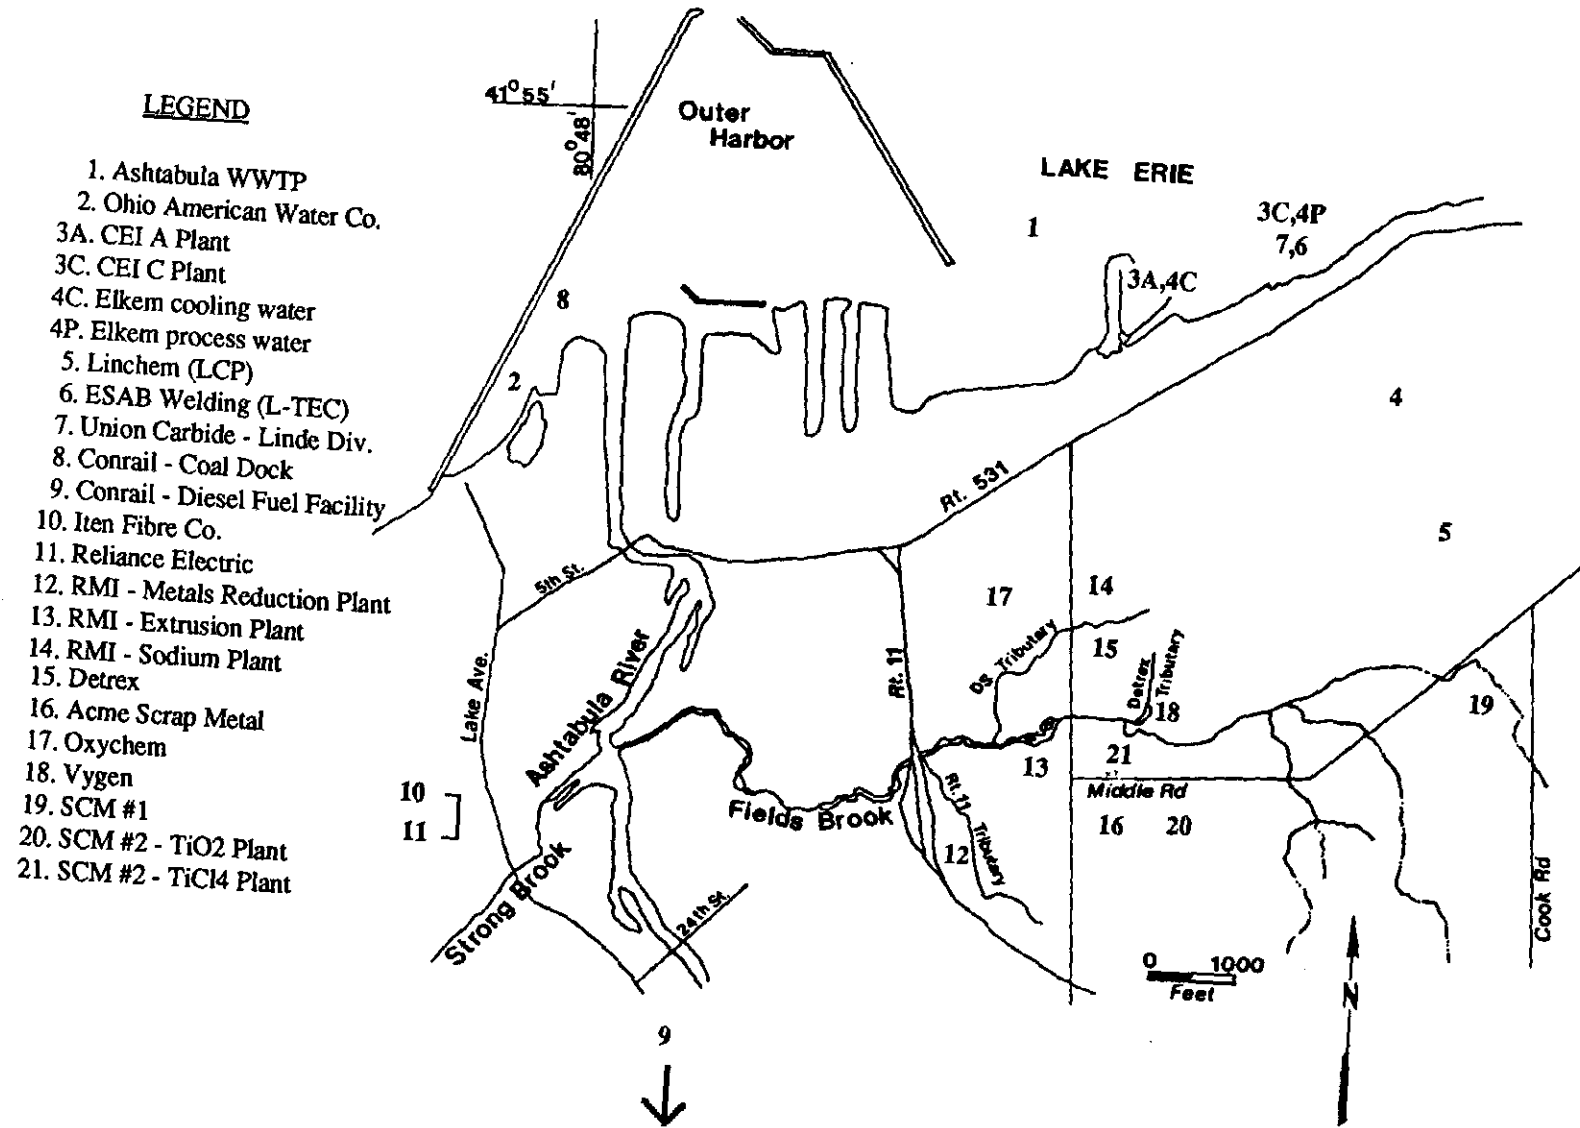 LEGEND
1. Ashtabula WWTP
2. Ohio American Water Co.
3A. CEI A Plant
3C. CEI C Plant
4C. Elkem cooling water
4P. Elkem process water
5. Linchem (LCP)
6. ESAB Welding (L-TEC)
7. Union Carbide - Linde Div.
8. Conrail - Coal Dock
9. Conrail - Diesel Fuel Facility
10. Iten Fibre Co.
11. Reliance Electric
12. RMI - Metals Reduction Plant
13. RMI - Extrusion Plant
14. RMI - Sodium Plant
15. Detrex
16. Acme Scrap Metal
17. Oxychem
18. Vygen
19. SCM #1
20. SCM #2 - TiO2 Plant
21. SCM #2 - TiCl4 Plant
41° 55'
80° 48'
Outer
Harbor
LAKE ERIE
1
3C,4P
7,6
3A,4C
8
2
4
Rt. 531
5
5th St.
17
14
15
DS Tributary
Detrex
Tributary
Rt. 11
Lake Ave.
Ashtabula River
18
19
13
21
Middle Rd
10
11
Fields Brook
Rt. 11
Tributary
16
20
12
Strong Brook
24th St.
Cook Rd
0 1000
Feet
N
9